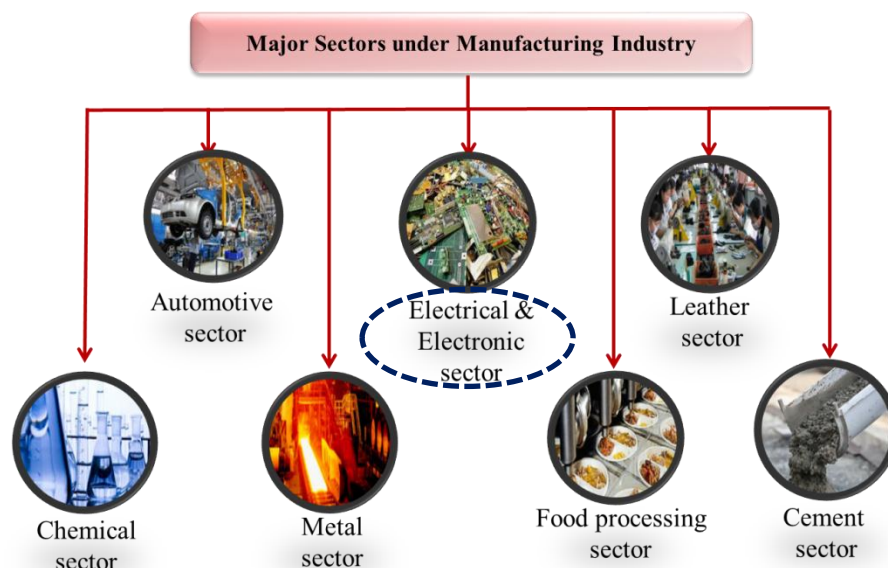 Major Sectors under Manufacturing Industry
Automotive
sector
Electrical &
Electronic
sector
Leather
sector
Chemical
sector
Metal
sector
Food processing
sector
Cement
sector